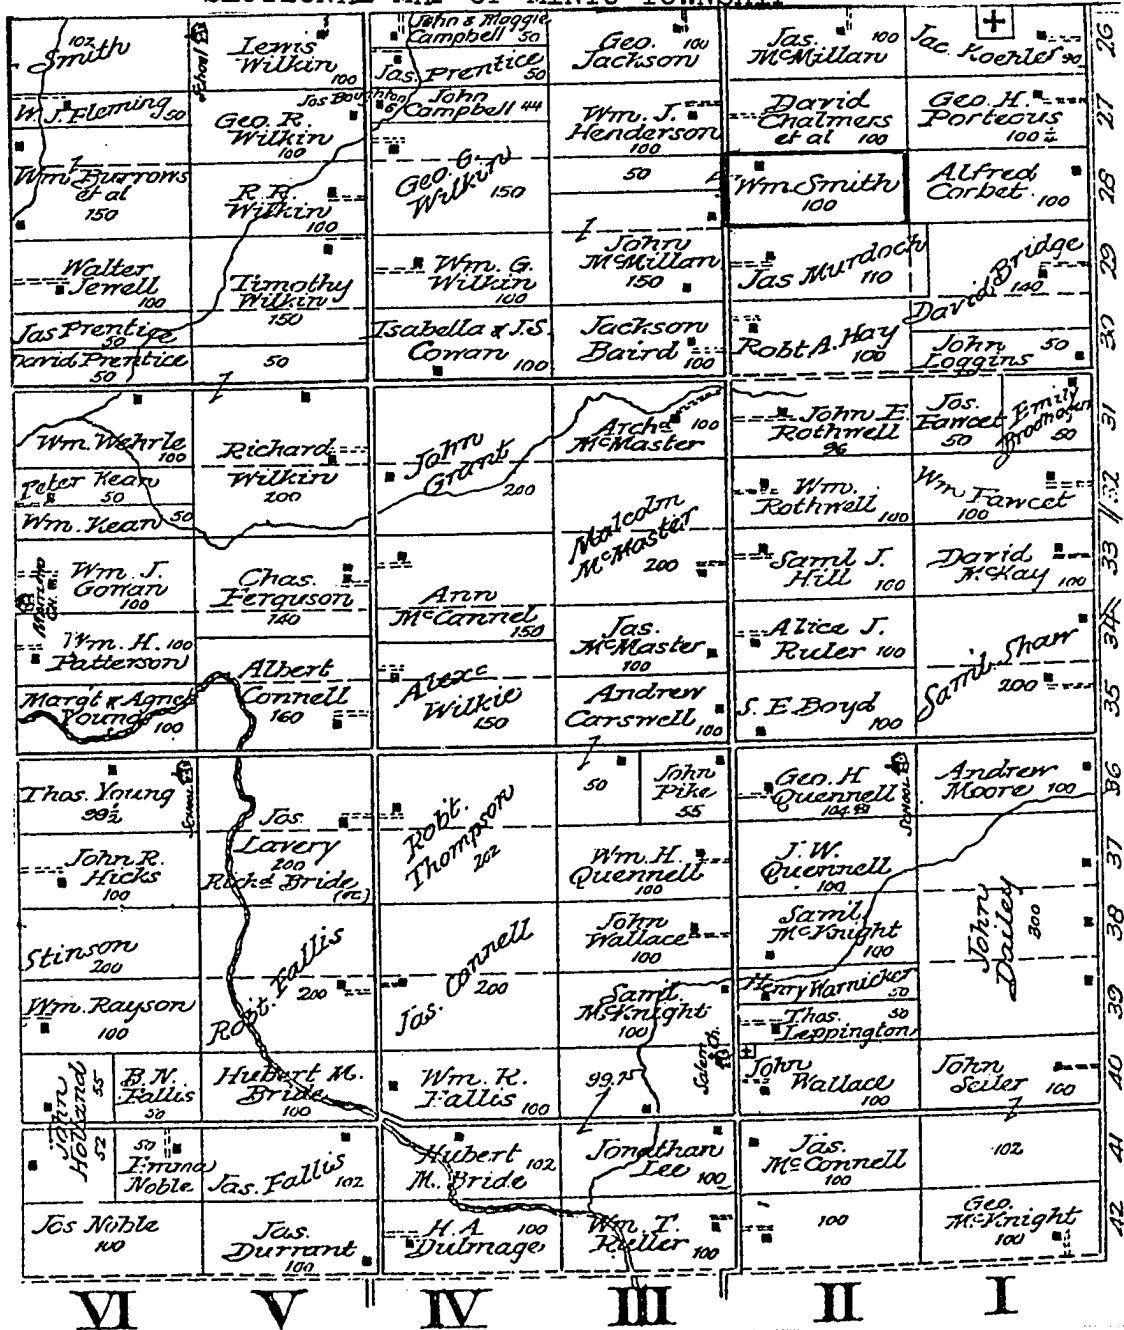 SECTIONAL MAP OF MINTO TOWNSHIP
102
Smith
School
Lewis
Wilkin
100
John & Maggie
Campbell 50
Jas. Prentice
50
Geo. 100
Jackson
Jas. 100
McMillan
Jac. Koehler 90
26
W. J. Fleming 50
Geo. R.
Wilkin
100
John
Campbell 44
Wm. J.
Henderson
100
David
Chalmers
et al 100
Geo. H.
Porteous
27
Wm. Burrows
et al
150
R. R.
Wilkin
100
Geo. G.
Wilkin
150
50
Wm. Smith
100
Alfred
Corbet 100
28
Walter
Jewell
100
Timothy
Wilkin
150
Wm. G.
Wilkin
100
John
McMillan
150
Jas Murdoch
110
David Bridge
140
29
Jas Prentice
50
David Prentice
50
50
Isabella & J.S.
Cowan 100
Jackson
Baird
100
Robt A. Hay
100
John 50
Loggins
30
Wm. Wehrle
100
Richard
Wilkin
200
John
Grant
200
Archd 100
McMaster
John E.
Rothwell
96
Jos.
Fawcet
50
Emily
50
31
Peter Kean
50
Wm. Kean 50
Malcolm
McMaster
200
Wm.
Rothwell
100
Wm Fawcet
100
32
Wm. J.
Gowan
100
Chas.
Ferguson
140
Ann
McCannel
150
Saml J.
Hill 100
David
McKay 100
33
Wm. H. 100
Patterson
Jas.
McMaster
100
Alice J.
Ruler 100
Saml. Shaw
200
34
Margt & Agnes
Young
100
Albert
Connell
160
Alexc
Wilkie
150
Andrew
Carswell
100
S. E. Boyd
100
35
Thos. Young
99½
School
Jos.
Lavery
200
Richd Bride
Robt.
Thompson
202
50
John
Pike
55
Geo. H
Quennell
School
Andrew
Moore 100
36
John R.
Hicks
100
Wm. H.
Quennell
100
J. W.
Quennell
100
John
Dailey
300
37
Stinson
200
Robt. Fallis
200
Jas. Connell
200
John
Wallace
100
Saml.
McKnight
100
38
Wm. Rayson
100
Saml.
McKnight
100
Henry Warnicker
50
Thos. 50
Leppington
39
John
Holland
55
52
B. N.
Fallis
50
Hubert M.
Bride
100
Wm. K.
Fallis
100
99.75
Salem Ch.
John
Wallace
100
John
Seiler 100
40
50
Emma
Noble
Jas. Fallis 102
Hubert 102
M. Bride
Jonathan
Lee
100
Jas.
McConnell
100
102
41
Jos Noble
100
Jas.
Durrant
100
H. A. 100
Dulmage
Wm. T.
Kieller
100
100
Geo.
McKnight
100
42
VI V IV III II I